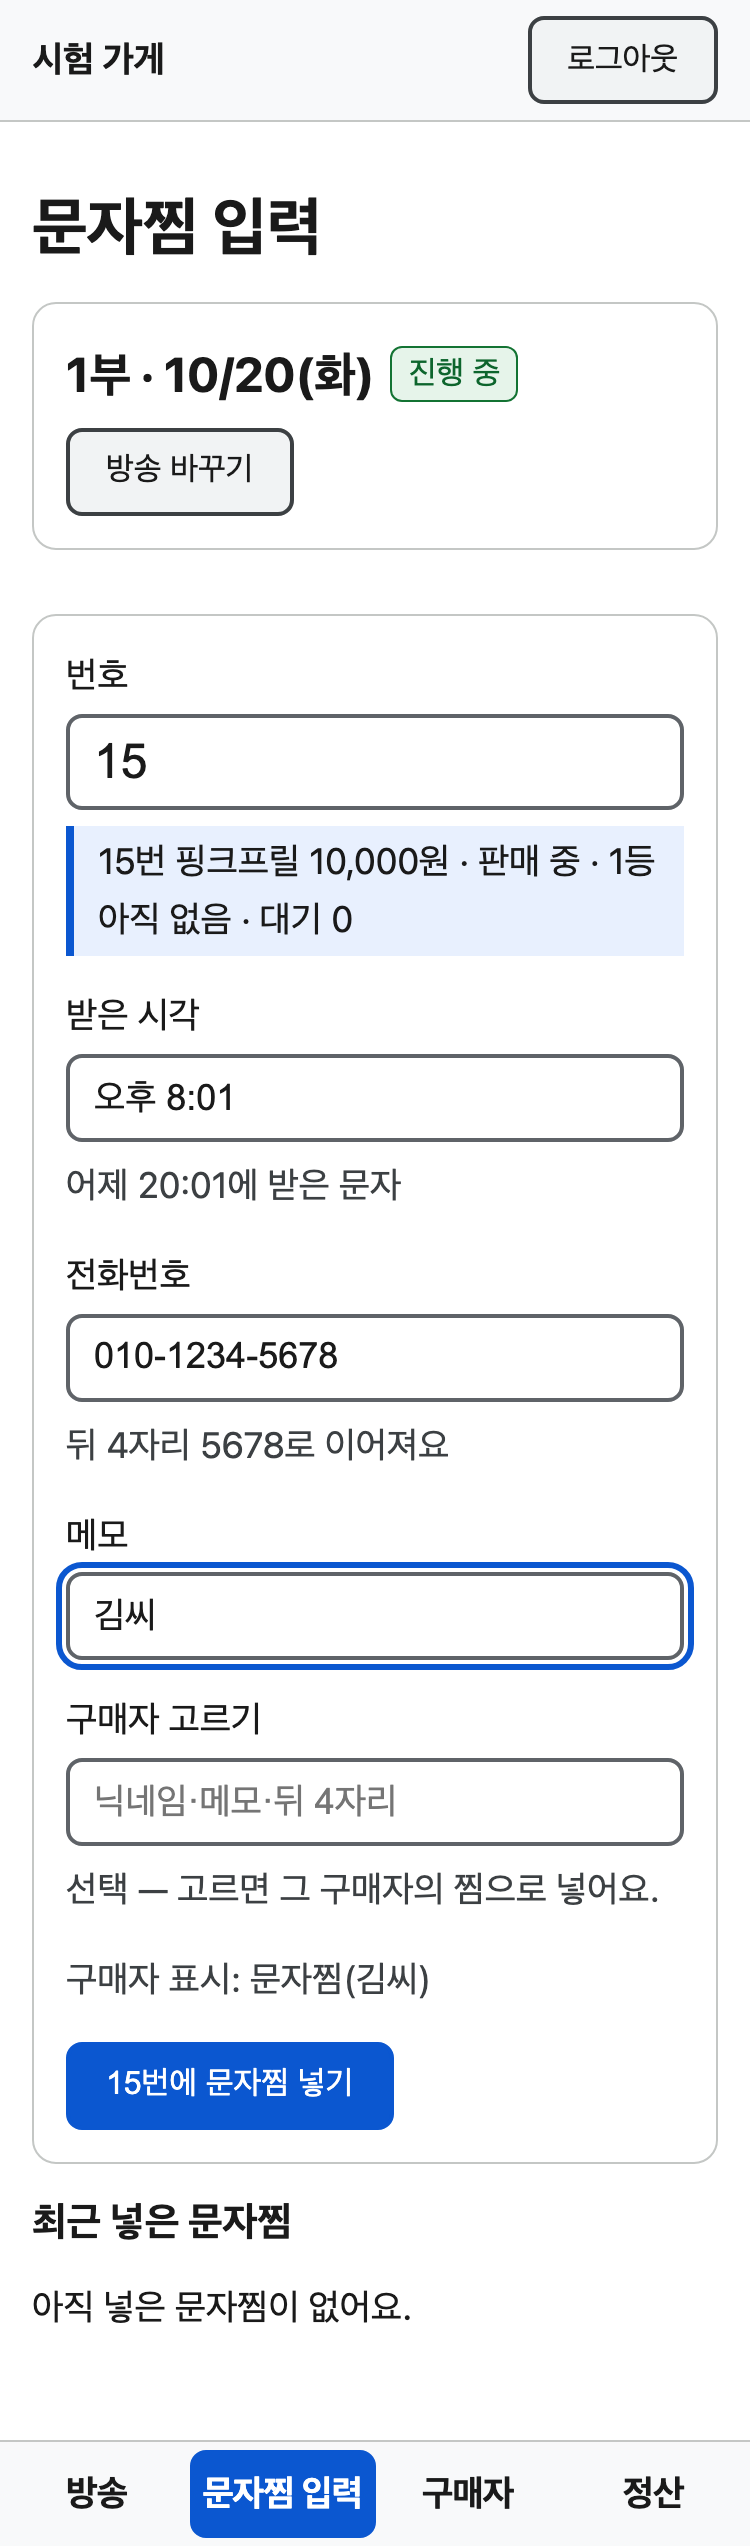 시험 가게
로그아웃
문자찜 입력
1부 · 10/20(화) 진행 중
방송 바꾸기
번호
15
15번 핑크프릴 10,000원 · 판매 중 · 1등
아직 없음 · 대기 0
받은 시각
오후 8:01
어제 20:01에 받은 문자
전화번호
010-1234-5678
뒤 4자리 5678로 이어져요
메모
김씨
구매자 고르기
닉네임·메모·뒤 4자리
선택 — 고르면 그 구매자의 찜으로 넣어요.
구매자 표시: 문자찜(김씨)
15번에 문자찜 넣기
최근 넣은 문자찜
아직 넣은 문자찜이 없어요.
방송 문자찜 입력 구매자 정산